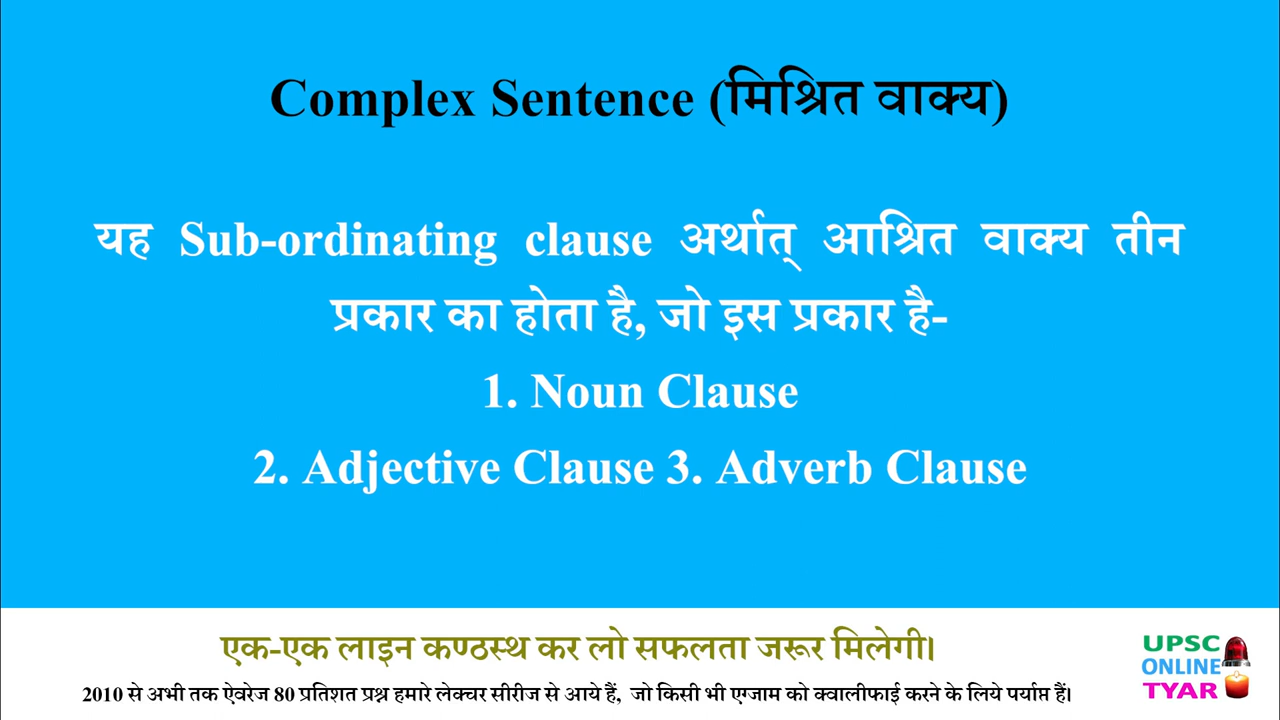 Complex Sentence (मिश्रित वाक्य)
यह Sub-ordinating clause अर्थात् आश्रित वाक्य तीन
प्रकार का होता है, जो इस प्रकार है-
1. Noun Clause
2. Adjective Clause 3. Adverb Clause
एक-एक लाइन कण्ठस्थ कर लो सफलता जरूर मिलेगी।
2010 से अभी तक ऐवरेज 80 प्रतिशत प्रश्न हमारे लेक्चर सीरीज से आये हैं, जो किसी भी एग्जाम को क्वालीफाई करने के लिये पर्याप्त हैं।
UPSC
ONLINE
TYAR